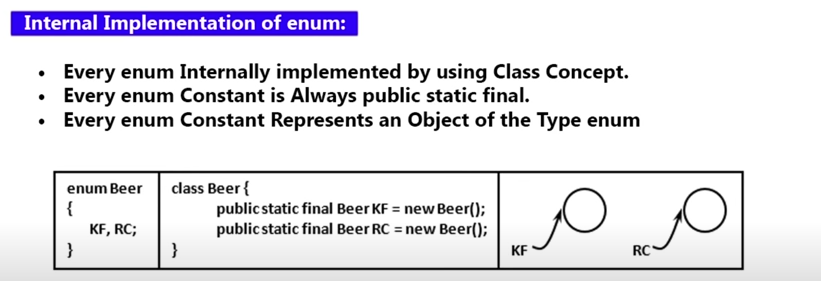 Internal Implementation of enum:
• Every enum Internally implemented by using Class Concept.
• Every enum Constant is Always public static final.
• Every enum Constant Represents an Object of the Type enum
enum Beer
{
KF, RC;
}
class Beer {
public static final Beer KF = new Beer();
public static final Beer RC = new Beer();
}
KF
RC